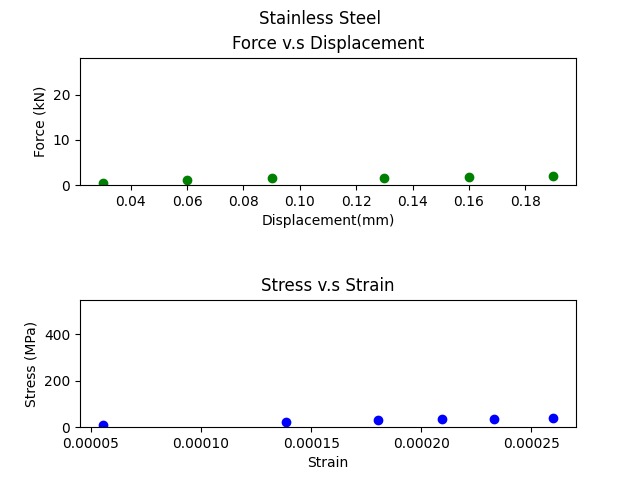 Stainless Steel
Force v.s Displacement
Force (kN)
20
10
0
0.04 0.06 0.08 0.10 0.12 0.14 0.16 0.18
Displacement(mm)
Stress v.s Strain
Stress (MPa)
400
200
0
0.00005 0.00010 0.00015 0.00020 0.00025
Strain